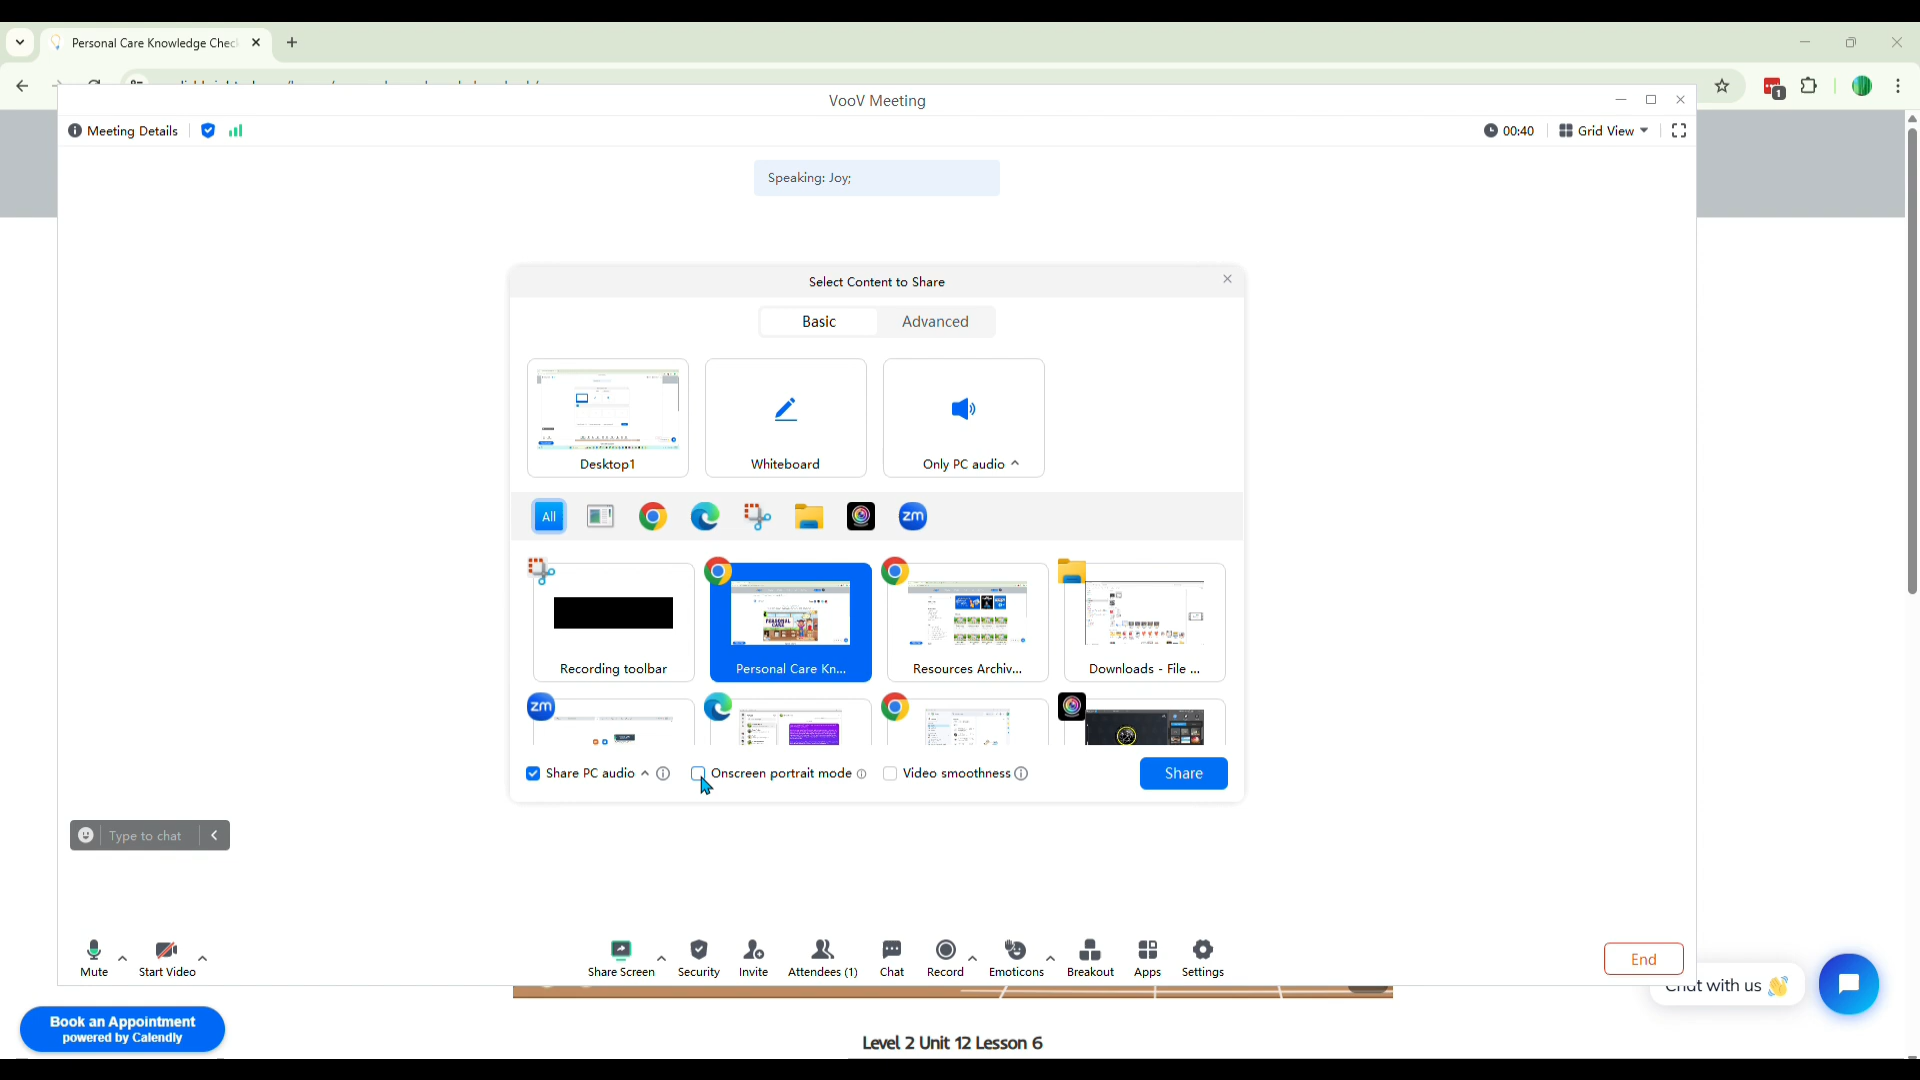 Personal Care Knowledge Chec
1
VooV Meeting
Meeting Details
00:40
Grid View
Speaking: Joy;
Select Content to Share
Basic
Advanced
Desktop1
Whiteboard
Only PC audio
All
zm
Recording toolbar
Personal Care Kn...
Resources Archiv...
Downloads - File ...
zm
Share PC audio
Onscreen portrait mode
Video smoothness
Share
Type to chat
Mute
Start Video
Share Screen
Security
Invite
Attendees (1)
Chat
Record
Emoticons
Breakout
Apps
Settings
End
Chat with us 👋
Book an Appointment
powered by Calendly
Level 2 Unit 12 Lesson 6